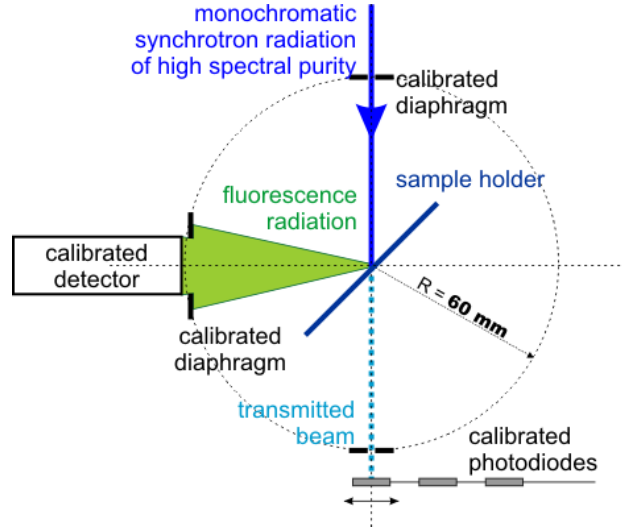 monochromatic
synchrotron radiation
of high spectral purity
calibrated
diaphragm
sample holder
fluorescence
radiation
calibrated
detector
R = 60 mm
calibrated
diaphragm
transmitted
beam
calibrated
photodiodes